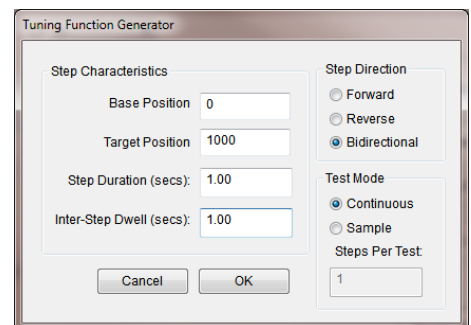 Tuning Function Generator
Step Characteristics
Base Position 0
Target Position 1000
Step Duration (secs): 1.00
Inter-Step Dwell (secs): 1.00
Cancel OK
Step Direction
Forward
Reverse
Bidirectional
Test Mode
Continuous
Sample
Steps Per Test:
1